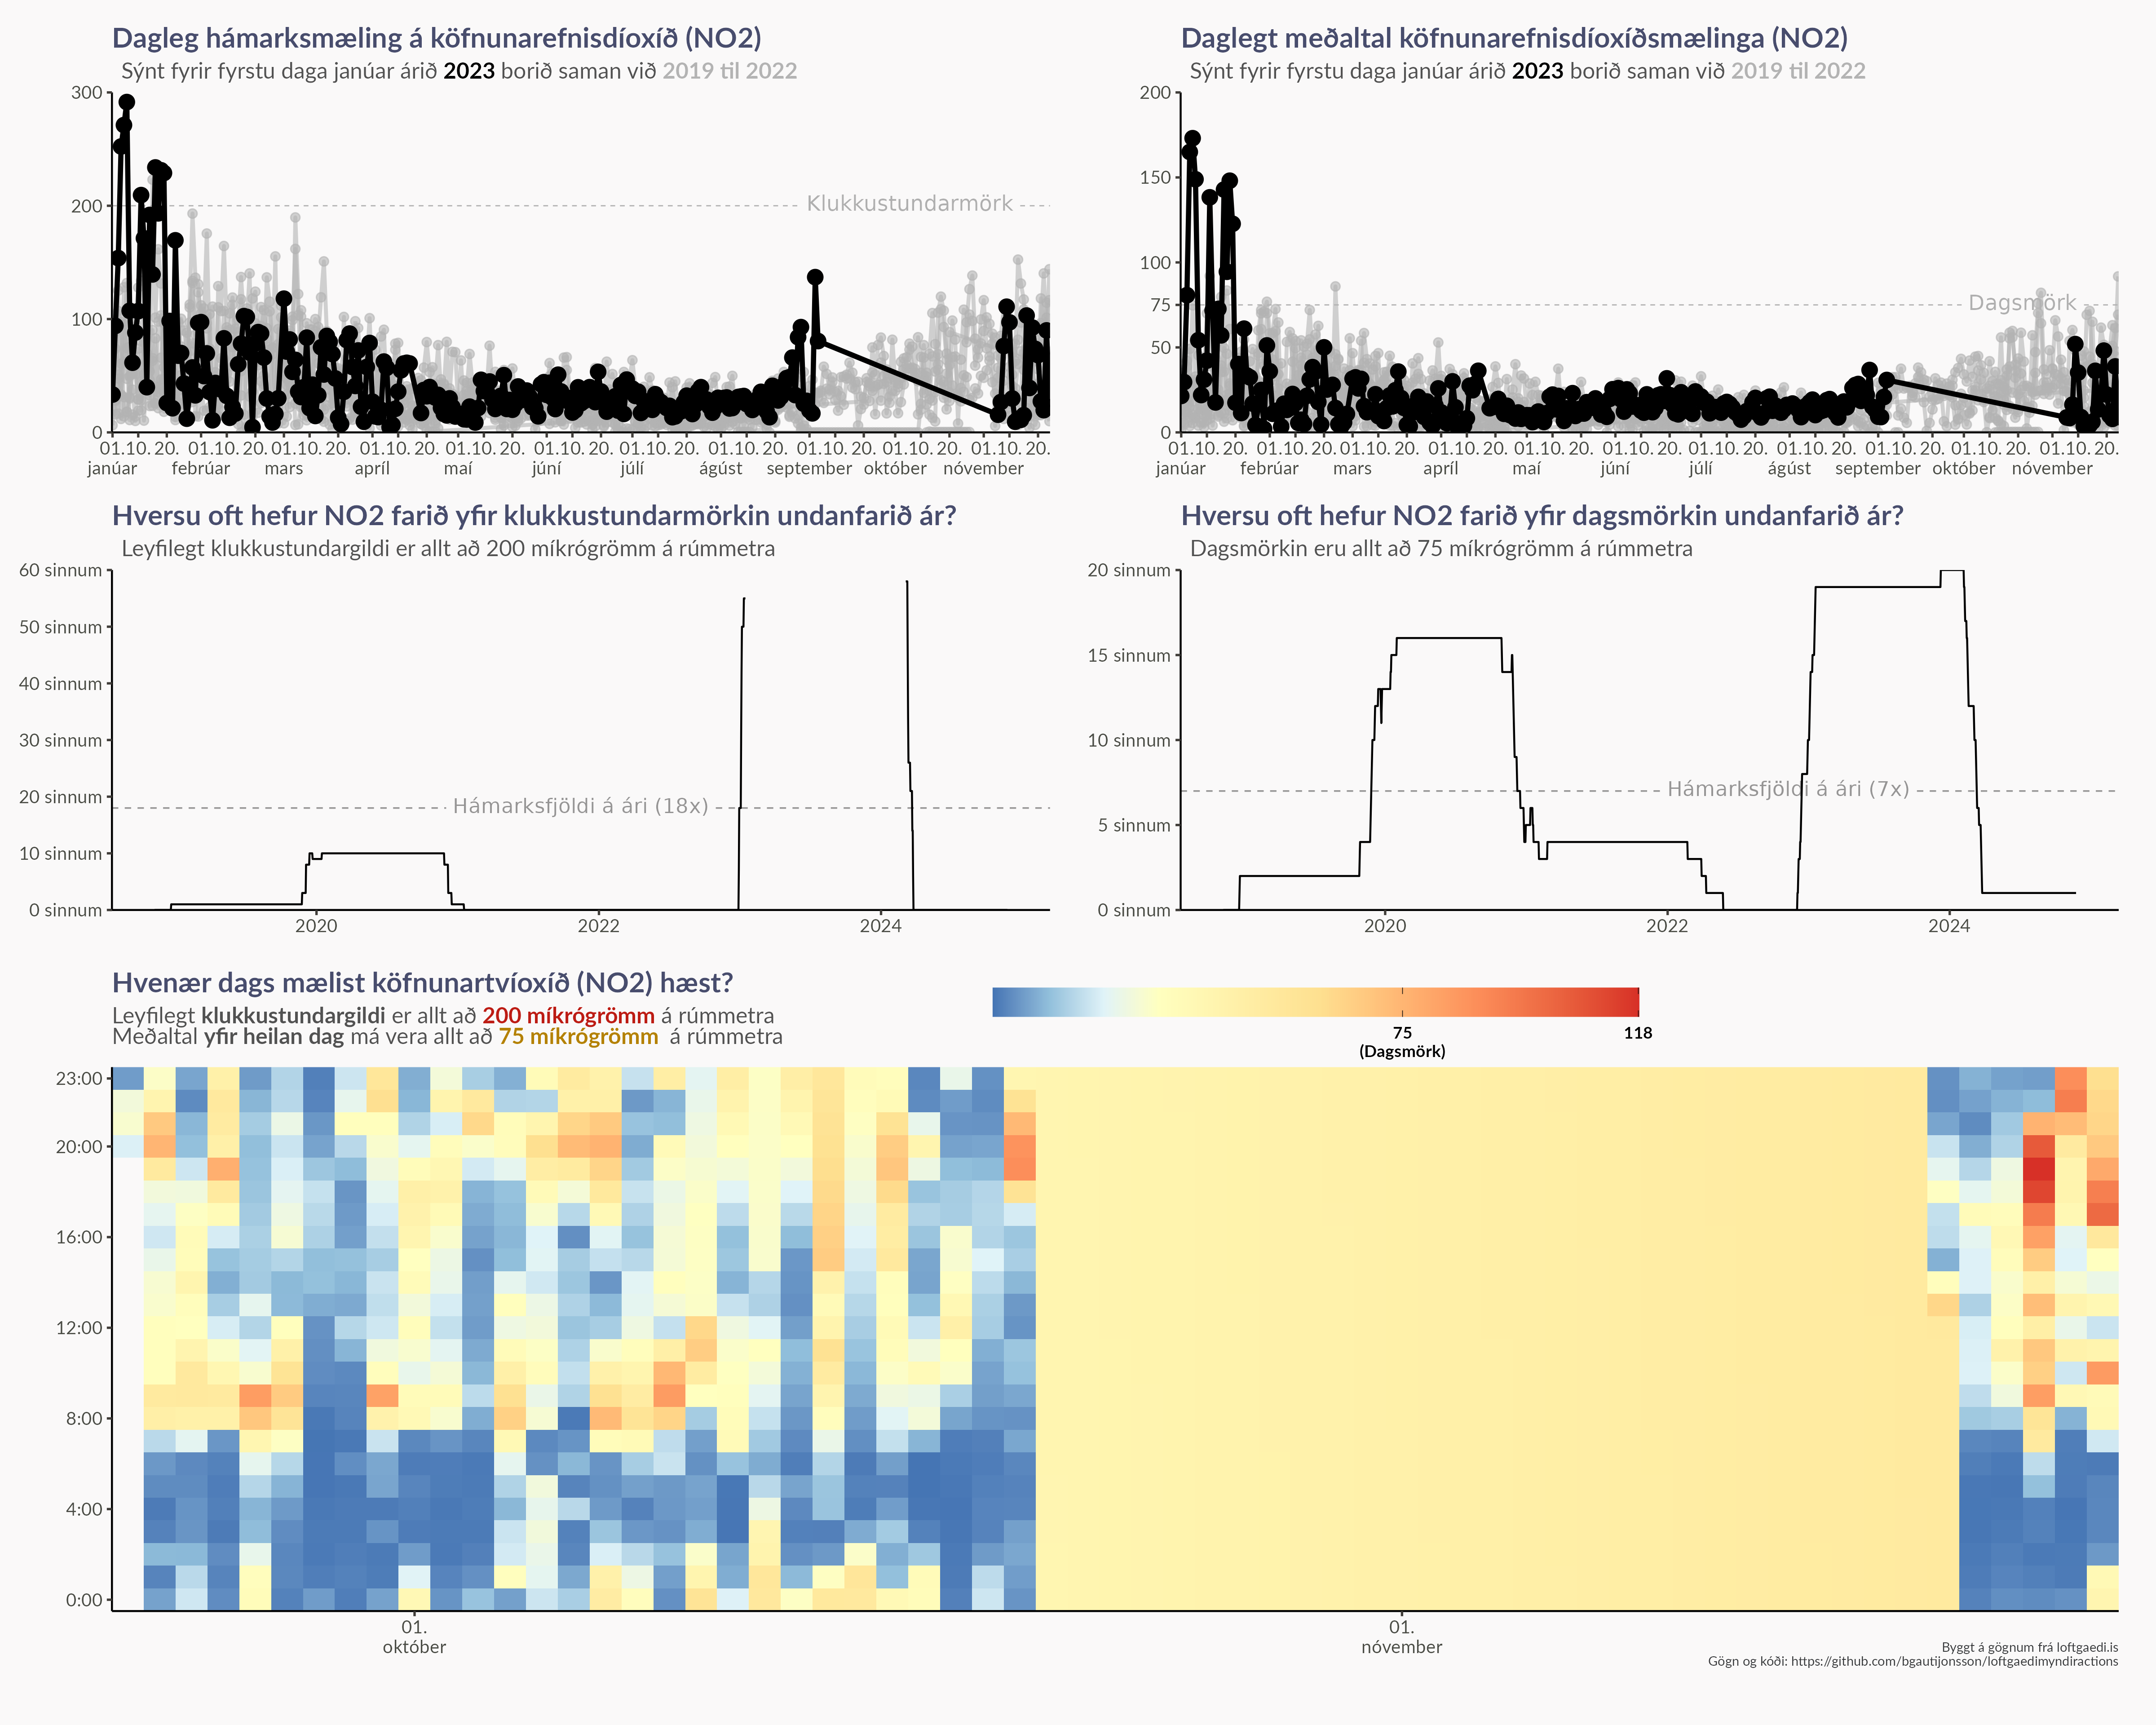 Dagleg hámarksmæling á köfnunarefnisdíoxíð (NO2)
Sýnt fyrir fyrstu daga janúar árið 2023 borið saman við 2019 til 2022
300
200
100
0
Klukkustundarmörk
01.10. 20. 01.10. 20. 01.10. 20. 01.10. 20. 01.10. 20. 01.10. 20. 01.10. 20. 01.10. 20. 01.10. 20. 01.10. 20. 01.10. 20.
janúar febrúar mars apríl maí júní júlí ágúst september október nóvember
Daglegt meðaltal köfnunarefnisdíoxíðsmælinga (NO2)
Sýnt fyrir fyrstu daga janúar árið 2023 borið saman við 2019 til 2022
200
150
100
75
50
0
Dagsmörk
01.10. 20. 01.10. 20. 01.10. 20. 01.10. 20. 01.10. 20. 01.10. 20. 01.10. 20. 01.10. 20. 01.10. 20. 01.10. 20. 01.10. 20.
janúar febrúar mars apríl maí júní júlí ágúst september október nóvember
Hversu oft hefur NO2 farið yfir klukkustundarmörkin undanfarið ár?
Leyfilegt klukkustundargildi er allt að 200 míkrógrömm á rúmmetra
60 sinnum
50 sinnum
40 sinnum
30 sinnum
20 sinnum
10 sinnum
0 sinnum
Hámarksfjöldi á ári (18x)
2020 2022 2024
Hversu oft hefur NO2 farið yfir dagsmörkin undanfarið ár?
Dagsmörkin eru allt að 75 míkrógrömm á rúmmetra
20 sinnum
15 sinnum
10 sinnum
5 sinnum
0 sinnum
Hámarksfjöldi á ári (7x)
2020 2022 2024
Hvenær dags mælist köfnunartvíoxíð (NO2) hæst?
Leyfilegt klukkustundargildi er allt að 200 míkrógrömm á rúmmetra
Meðaltal yfir heilan dag má vera allt að 75 míkrógrömm á rúmmetra
75 118
(Dagsmörk)
23:00
20:00
16:00
12:00
8:00
4:00
0:00
01. 01.
október nóvember
Byggt á gögnum frá loftgaedi.is
Gögn og kóði: https://github.com/bgautijonsson/loftgaedimyndiractions